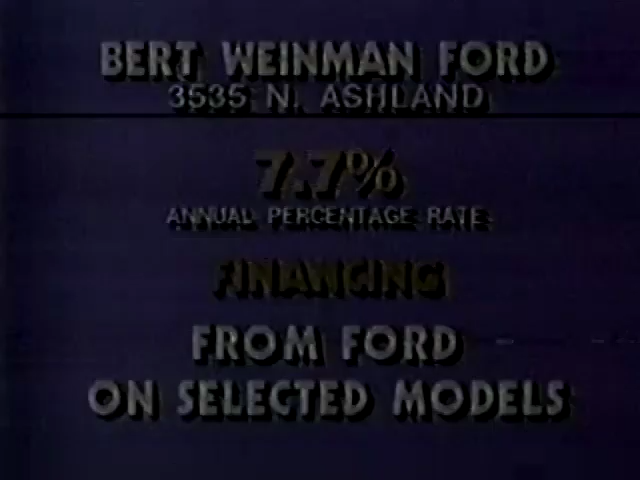 BERT WEINMAN FORD
3535 N. ASHLAND
7.7%
ANNUAL PERCENTAGE RATE
FINANCING
FROM FORD
ON SELECTED MODELS